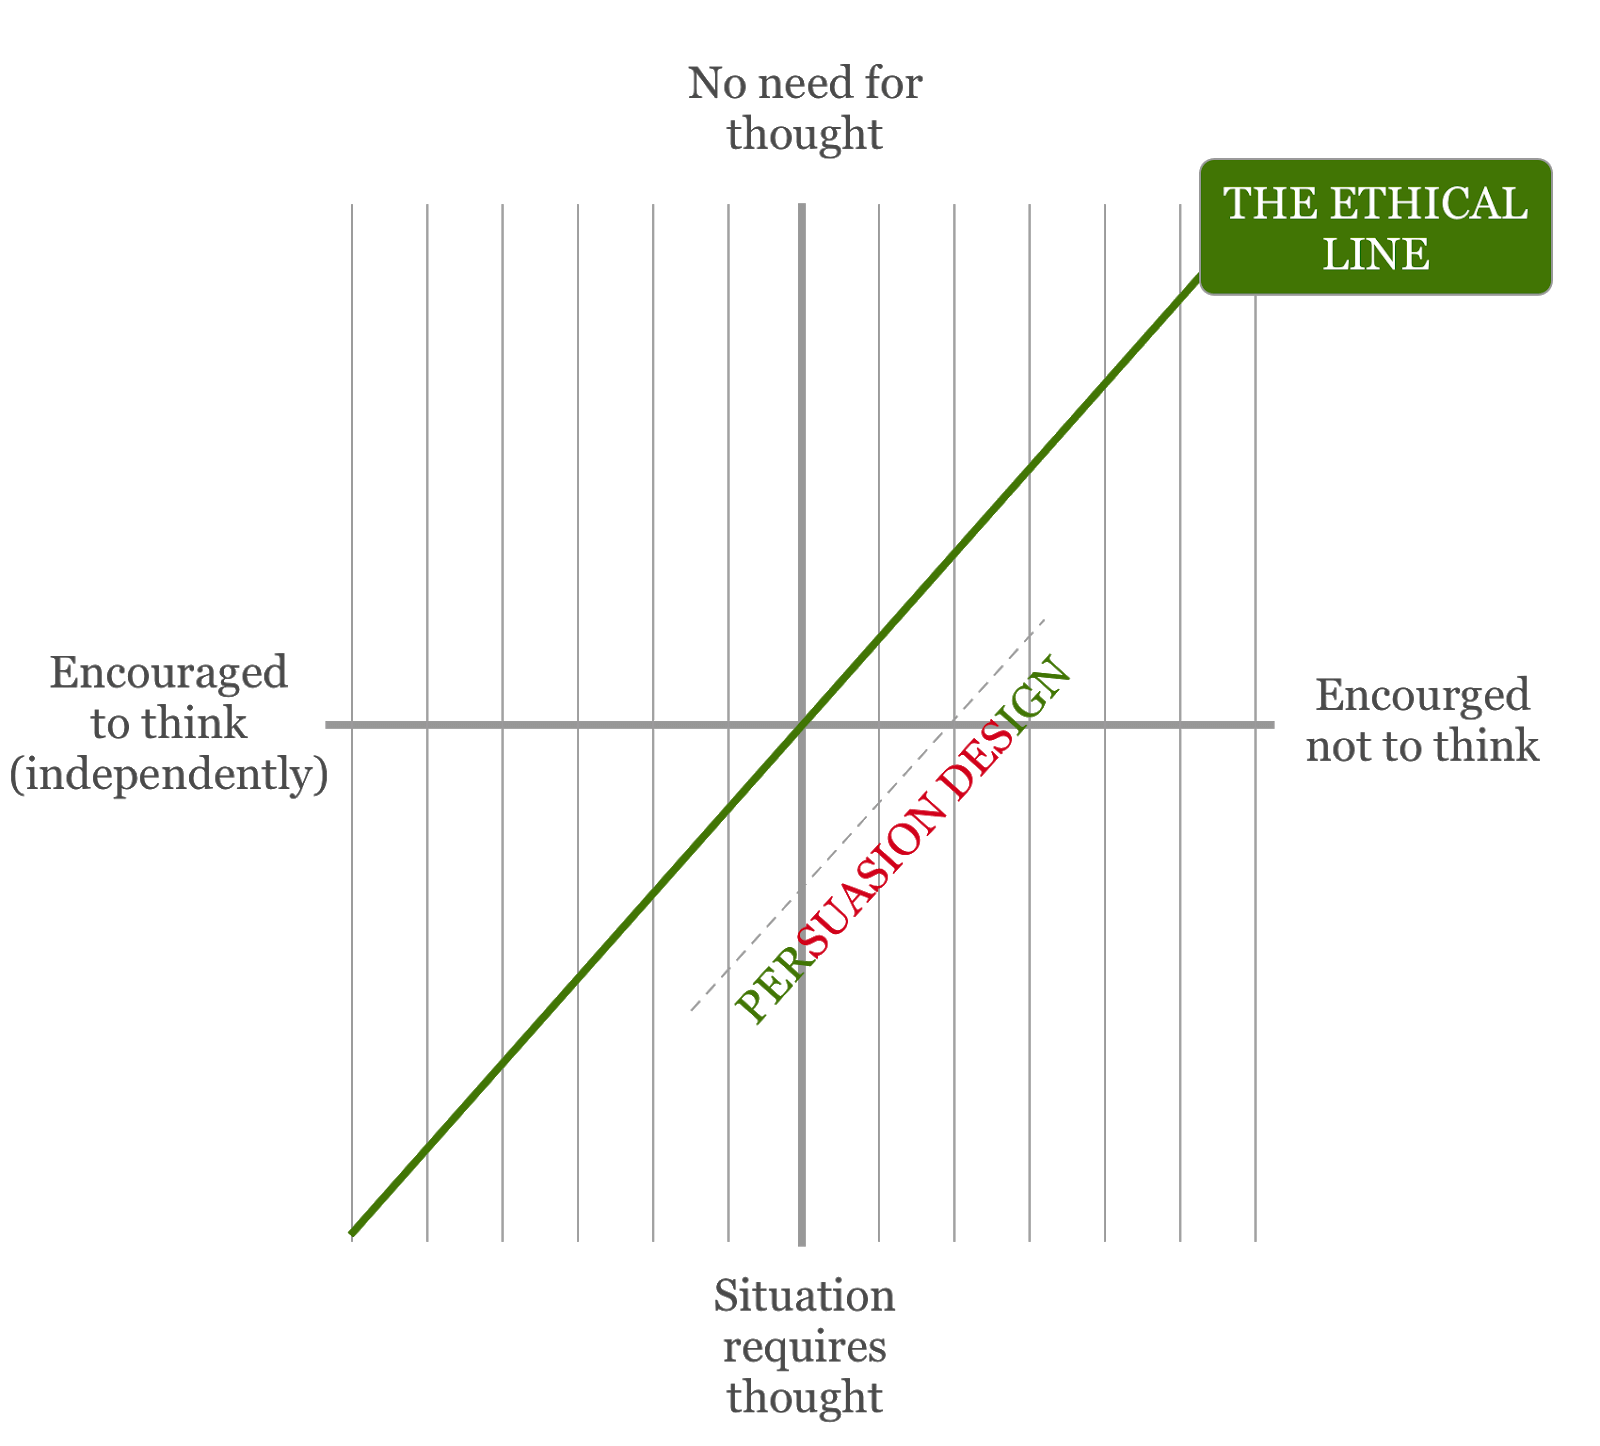 No need for
thought
THE ETHICAL
LINE
Encouraged
to think
(independently)
Encourged
not to think
PERSUASION DESIGN
Situation
requires
thought